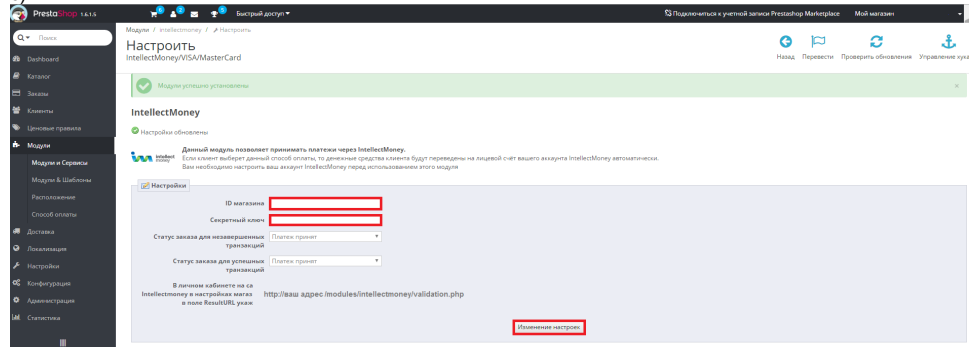 PrestaShop 1.6.1.5
Быстрый доступ
Подключиться к учетной записи Prestashop Marketplace
Мой магазин
Поиск
Dashboard
Каталог
Заказы
Клиенты
Ценовые правила
Модули
Модули и Сервисы
Модули & Шаблоны
Расположение
Способ оплаты
Доставка
Локализация
Настройки
Конфигурация
Администрация
Статистика
Модули / intellectmoney / Настроить
Настроить
IntellectMoney/VISA/MasterCard
Назад
Перевести
Проверить обновления
Управление хука
Модули успешно установлены
IntellectMoney
Настройки обновлены
intellect money
Данный модуль позволяет принимать платежи через IntellectMoney.
Если клиент выберет данный способ оплаты, то денежные средства клиента будут переведены на лицевой счёт вашего аккаунта IntellectMoney автоматически.
Вам необходимо настроить ваш аккаунт IntellectMoney перед использованием этого модуля
Настройки
ID магазина
Секретный ключ
Статус заказа для незавершенных транзакций
Платеж принят
Статус заказа для успешных транзакций
Платеж принят
В личном кабинете на са
Intellectmoney в настройках магаз
в поле ResultURL укаж
http://ваш адрес/modules/intellectmoney/validation.php
Изменение настроек